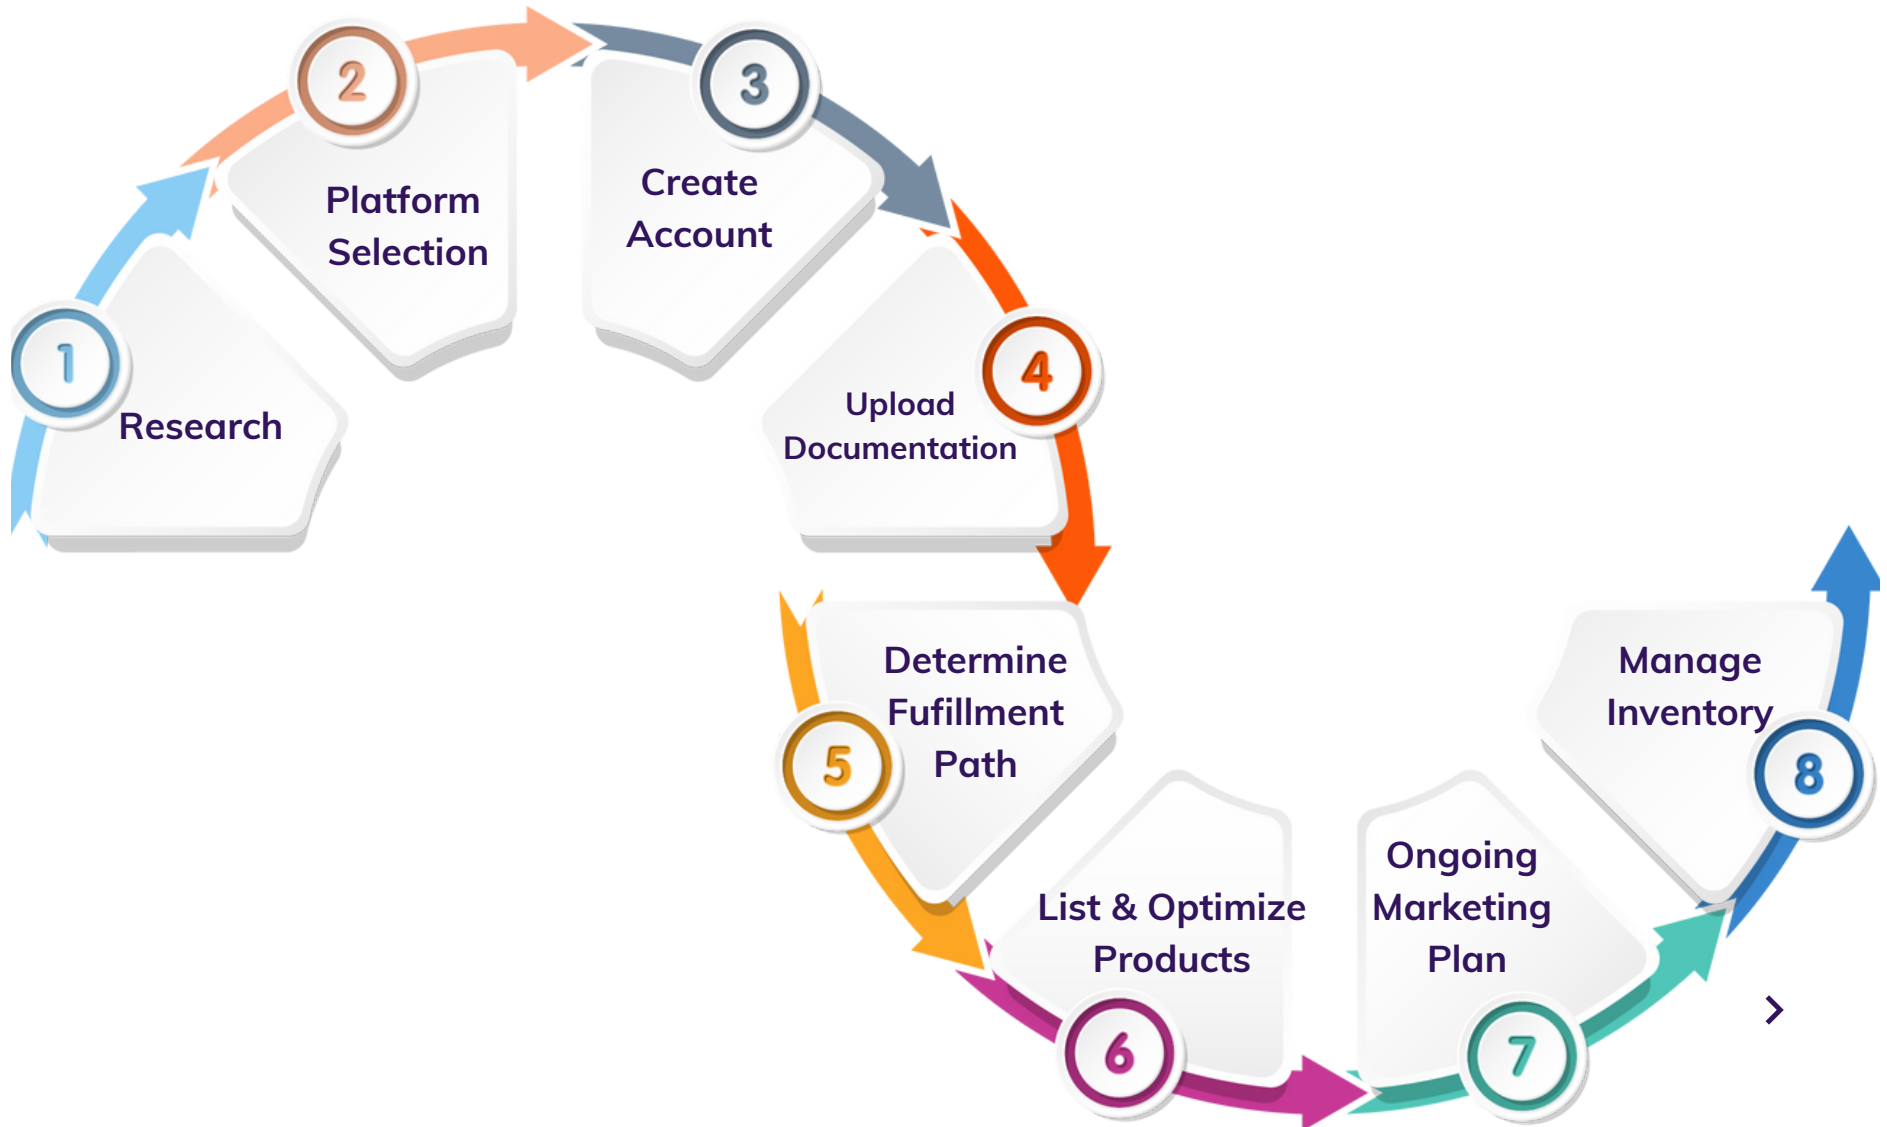 1
Research
2
Platform
Selection
3
Create
Account
4
Upload
Documentation
5
Determine
Fufillment
Path
6
List & Optimize
Products
7
Ongoing
Marketing
Plan
8
Manage
Inventory